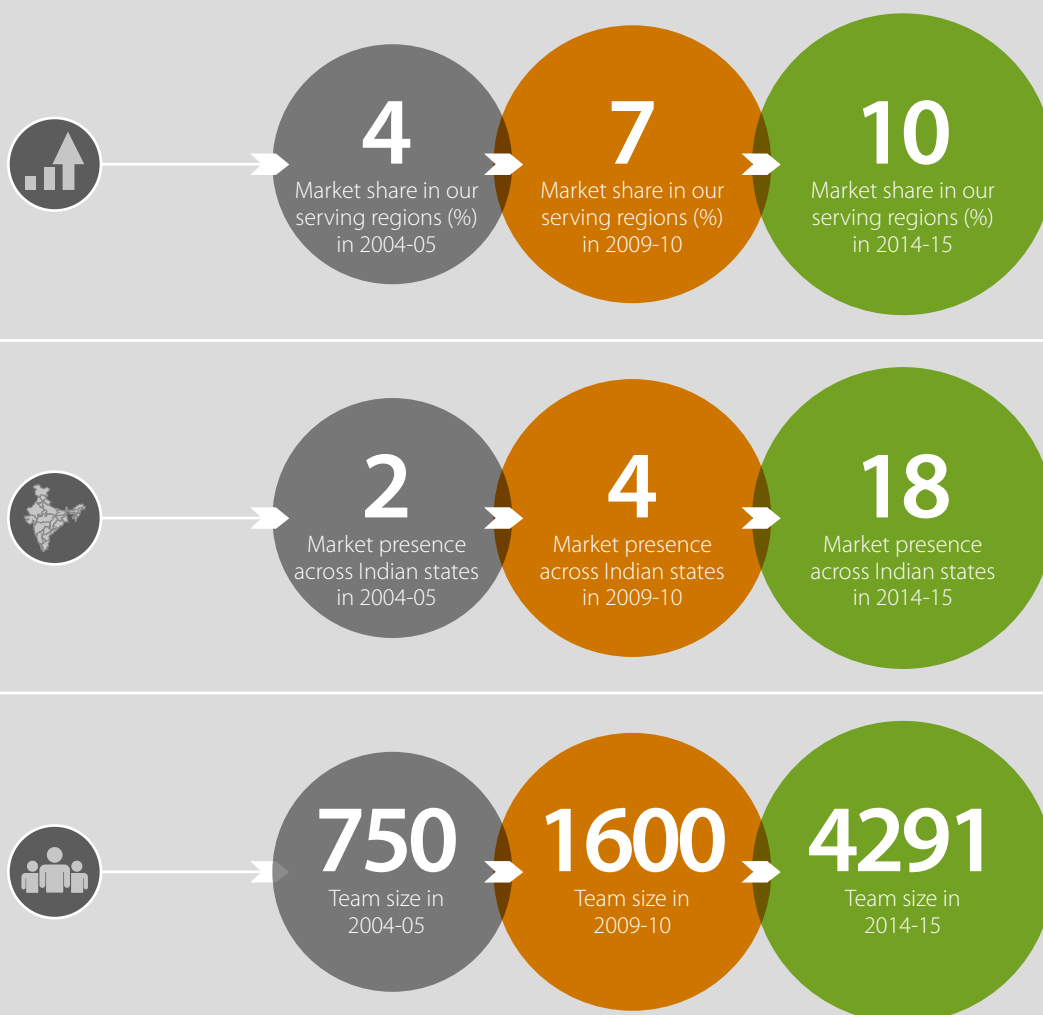 4
Market share in our
serving regions (%)
in 2004-05
7
Market share in our
serving regions (%)
in 2009-10
10
Market share in our
serving regions (%)
in 2014-15
2
Market presence
across Indian states
in 2004-05
4
Market presence
across Indian states
in 2009-10
18
Market presence
across Indian states
in 2014-15
750
Team size in
2004-05
1600
Team size in
2009-10
4291
Team size in
2014-15